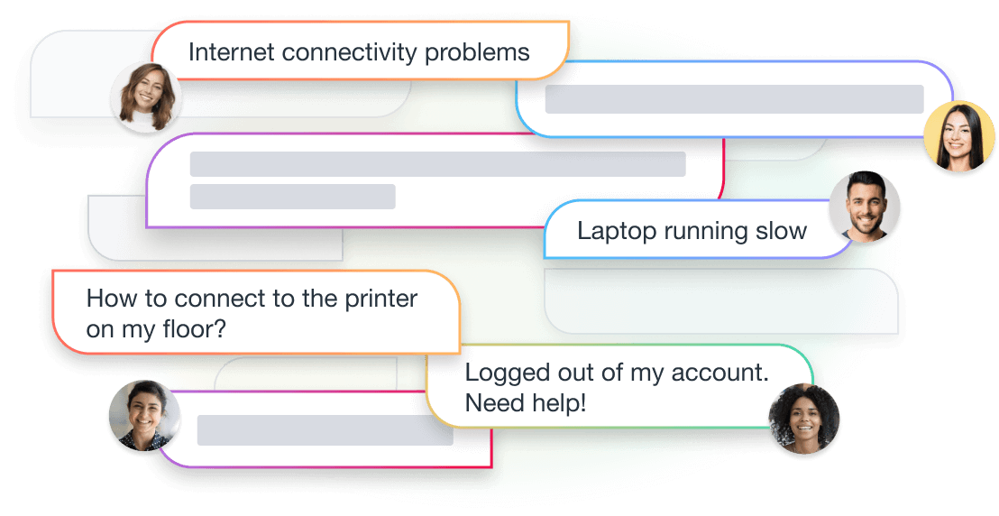 Internet connectivity problems
Laptop running slow
How to connect to the printer
on my floor?
Logged out of my account.
Need help!